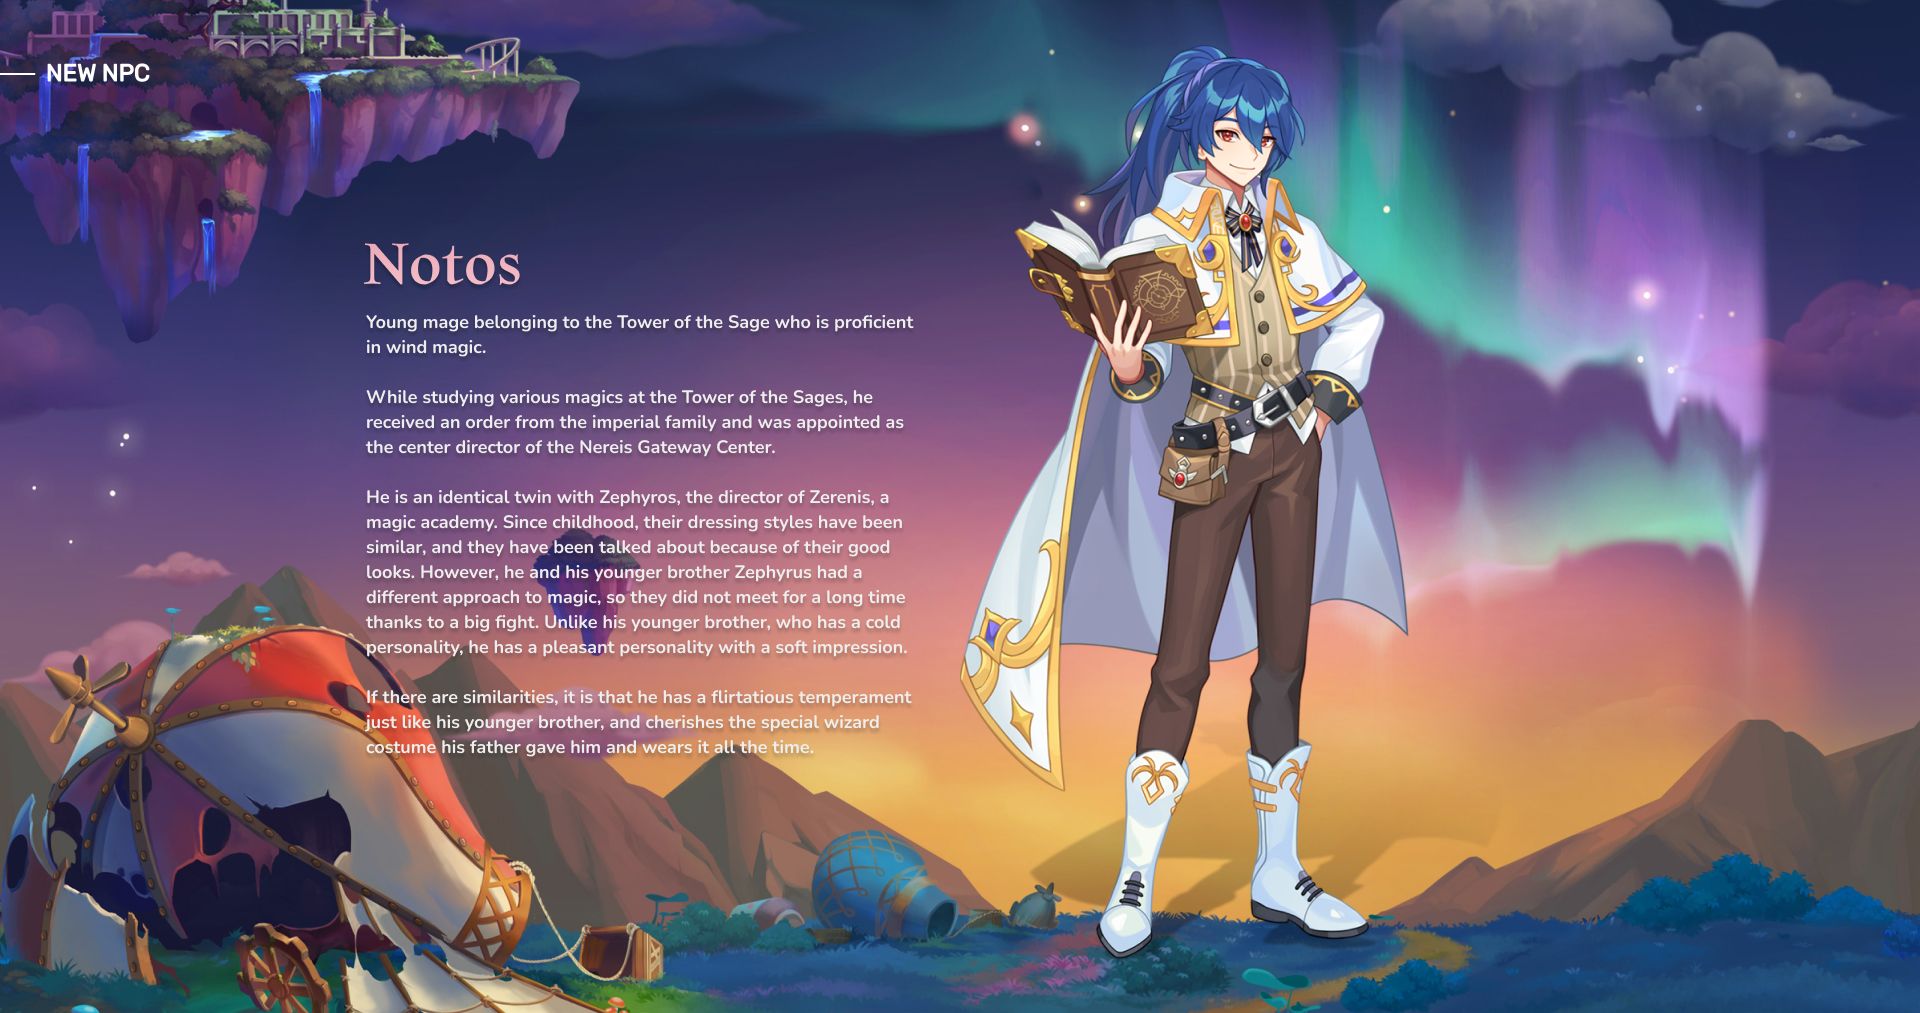 NEW NPC
Notos
Young mage belonging to the Tower of the Sage who is proficient
in wind magic.
While studying various magics at the Tower of the Sages, he
received an order from the imperial family and was appointed as
the center director of the Nereis Gateway Center.
He is an identical twin with Zephyros, the director of Zerenis, a
magic academy. Since childhood, their dressing styles have been
similar, and they have been talked about because of their good
looks. However, he and his younger brother Zephyrus had a
different approach to magic, so they did not meet for a long time
thanks to a big fight. Unlike his younger brother, who has a cold
personality, he has a pleasant personality with a soft impression.
If there are similarities, it is that he has a flirtatious temperament
just like his younger brother, and cherishes the special wizard
costume his father gave him and wears it all the time.